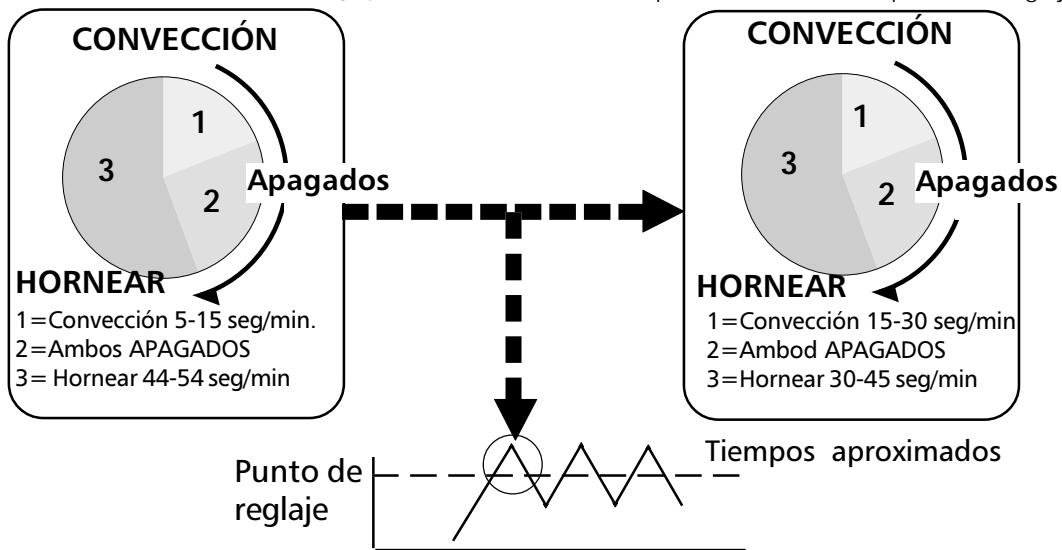 CONVECCIÓN
1
3
2
Apagados
HORNEAR
1=Convección 5-15 seg/min.
2=Ambos APAGADOS
3= Hornear 44-54 seg/min
CONVECCIÓN
1
3
2
Apagados
HORNEAR
1=Convección 15-30 seg/min
2=Ambod APAGADOS
3=Hornear 30-45 seg/min
Tiempos aproximados
Punto de
reglaje